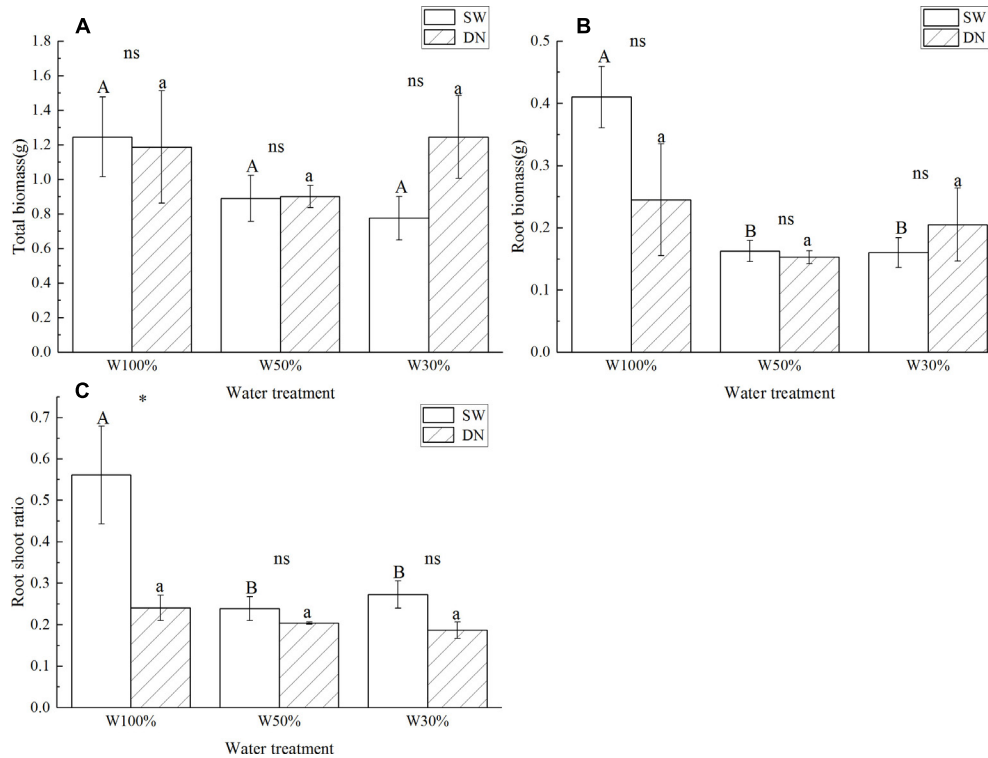 A
SW
DN
Total biomass(g)
1.8
1.6
1.4
1.2
1.0
0.8
0.6
0.4
0.2
0.0
ns
ns
ns
A
a
A
a
A
a
W100%
W50%
W30%
Water treatment
B
SW
DN
Root biomass(g)
0.5
0.4
0.3
0.2
0.1
0.0
ns
ns
ns
A
a
B
a
B
a
W100%
W50%
W30%
Water treatment
C
SW
DN
Root shoot ratio
0.7
0.6
0.5
0.4
0.3
0.2
0.1
0.0
*
ns
ns
A
a
B
a
B
a
W100%
W50%
W30%
Water treatment